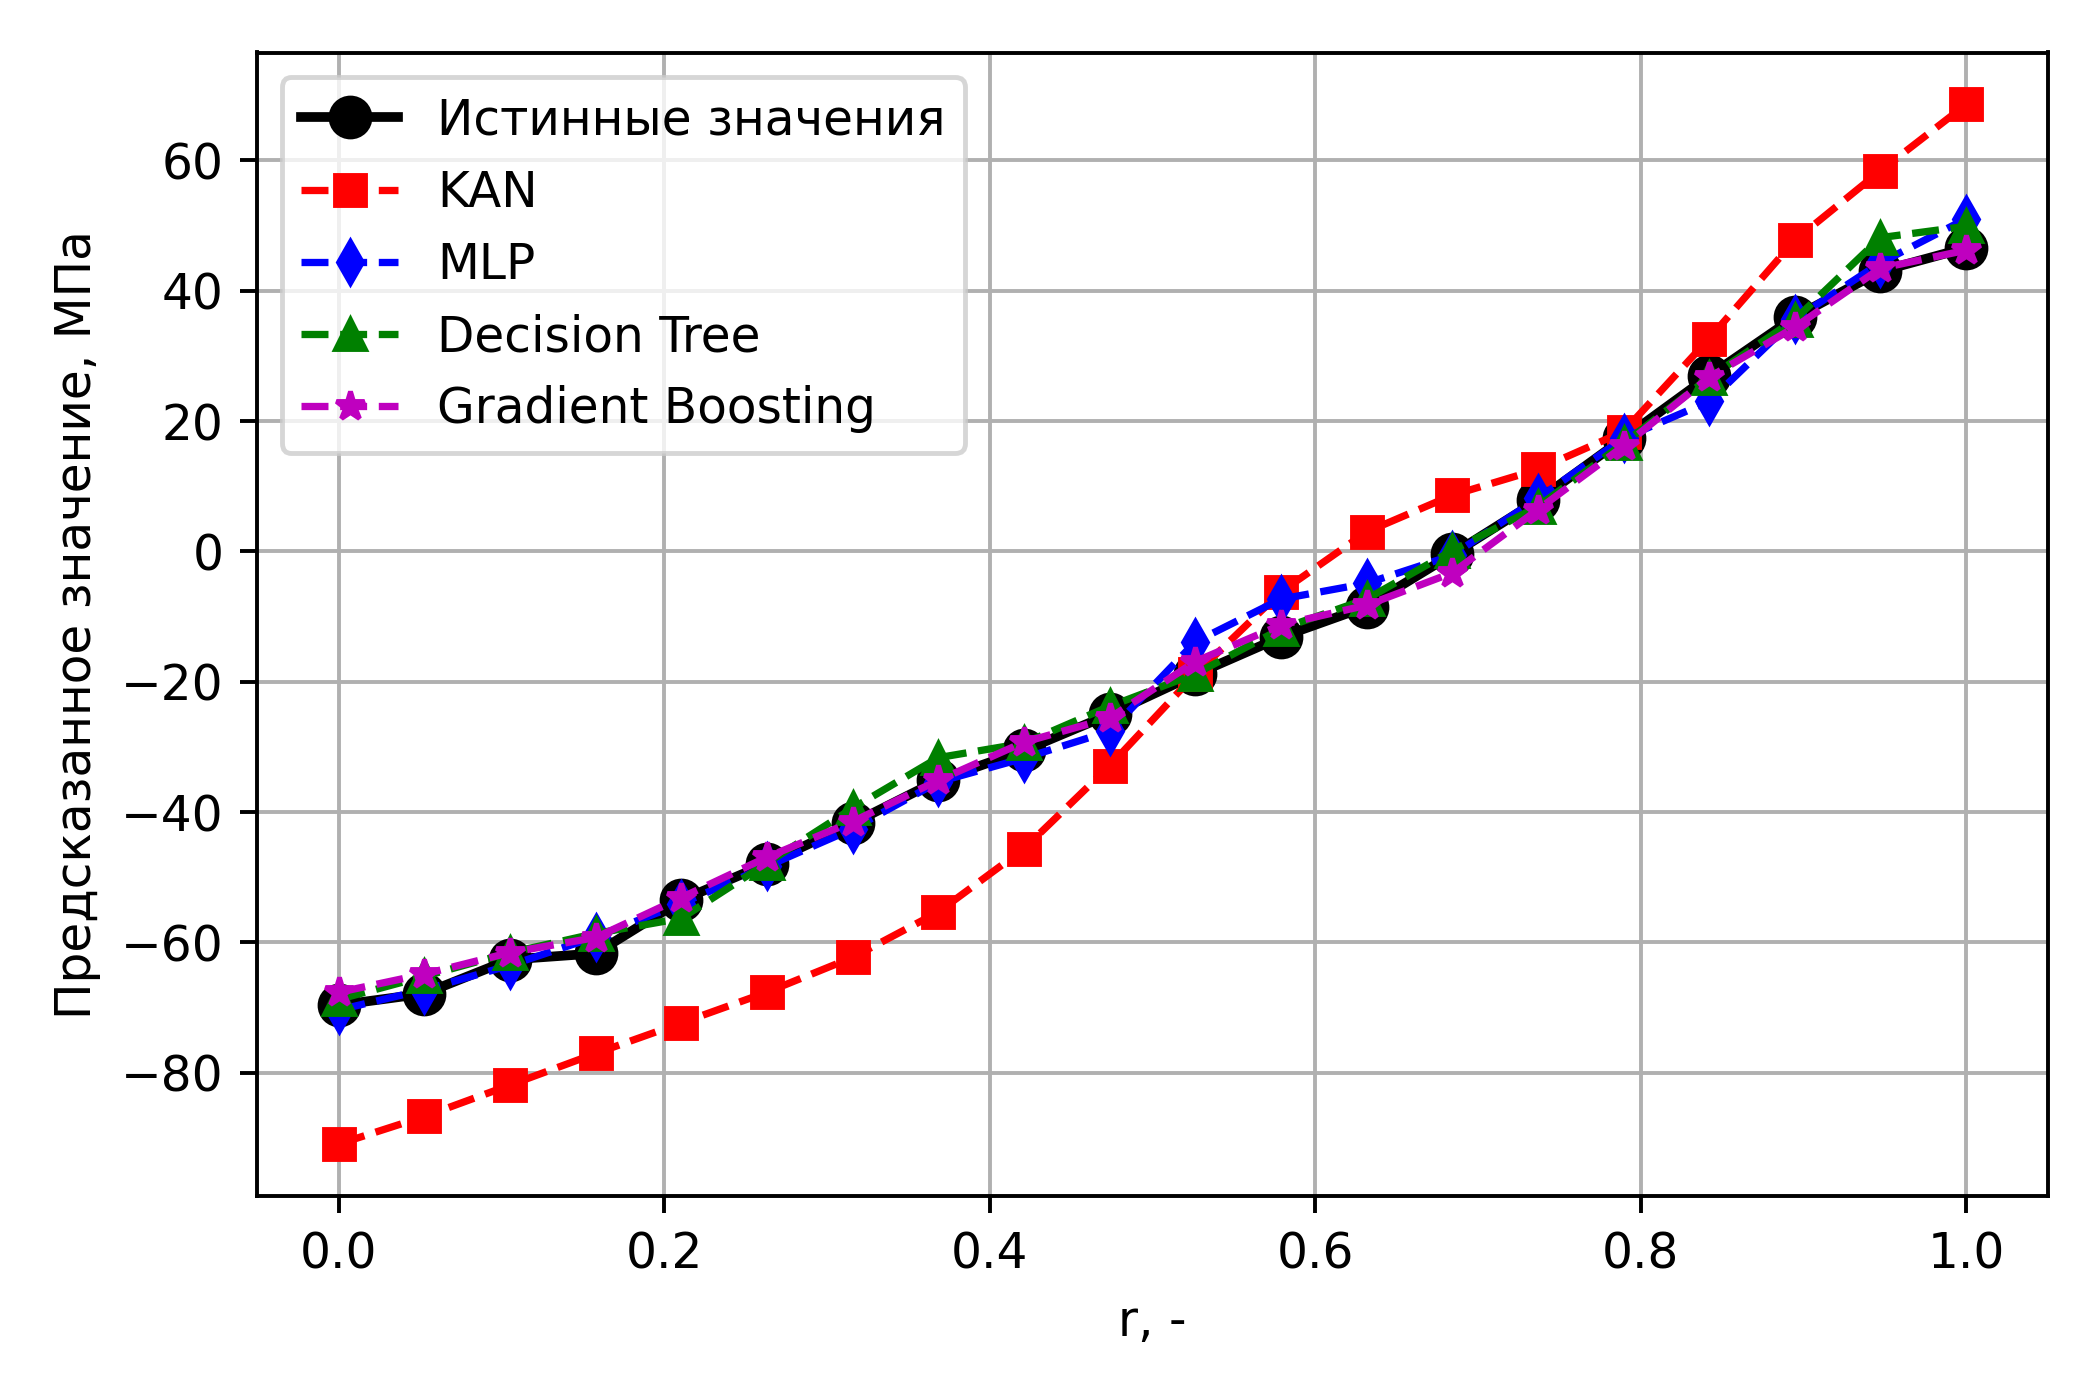 Истинные значения
KAN
MLP
Decision Tree
Gradient Boosting
Предсказанное значение, МПа
60
40
20
0
−20
−40
−60
−80
0.0 0.2 0.4 0.6 0.8 1.0
r, -